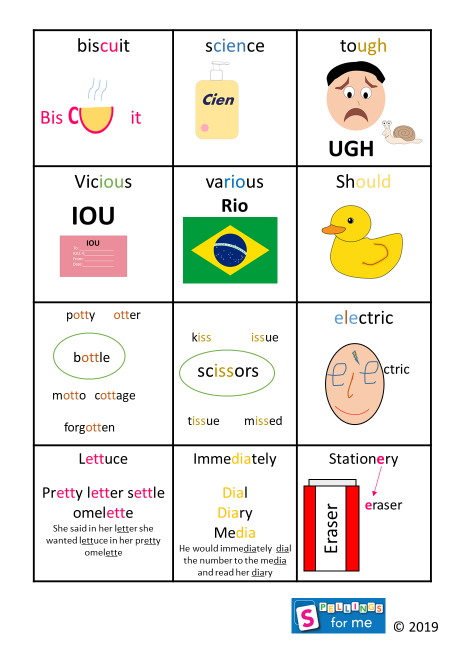 biscuit
Bis C it
science
Cien
tough
UGH
Vicious
IOU
IOU
various
Rio
Should
potty otter
bottle
motto cottage
forgotten
kiss issue
scissors
tissue missed
electric
e l e ctric
Lettuce
Pretty letter settle
omelette
She said in her letter she
wanted lettuce in her pretty
omelette
Immediately
Dial
Diary
Media
He would immediately dial
the number to the media
and read her diary
Stationery
eraser
Eraser
SPELLINGS
for me
© 2019